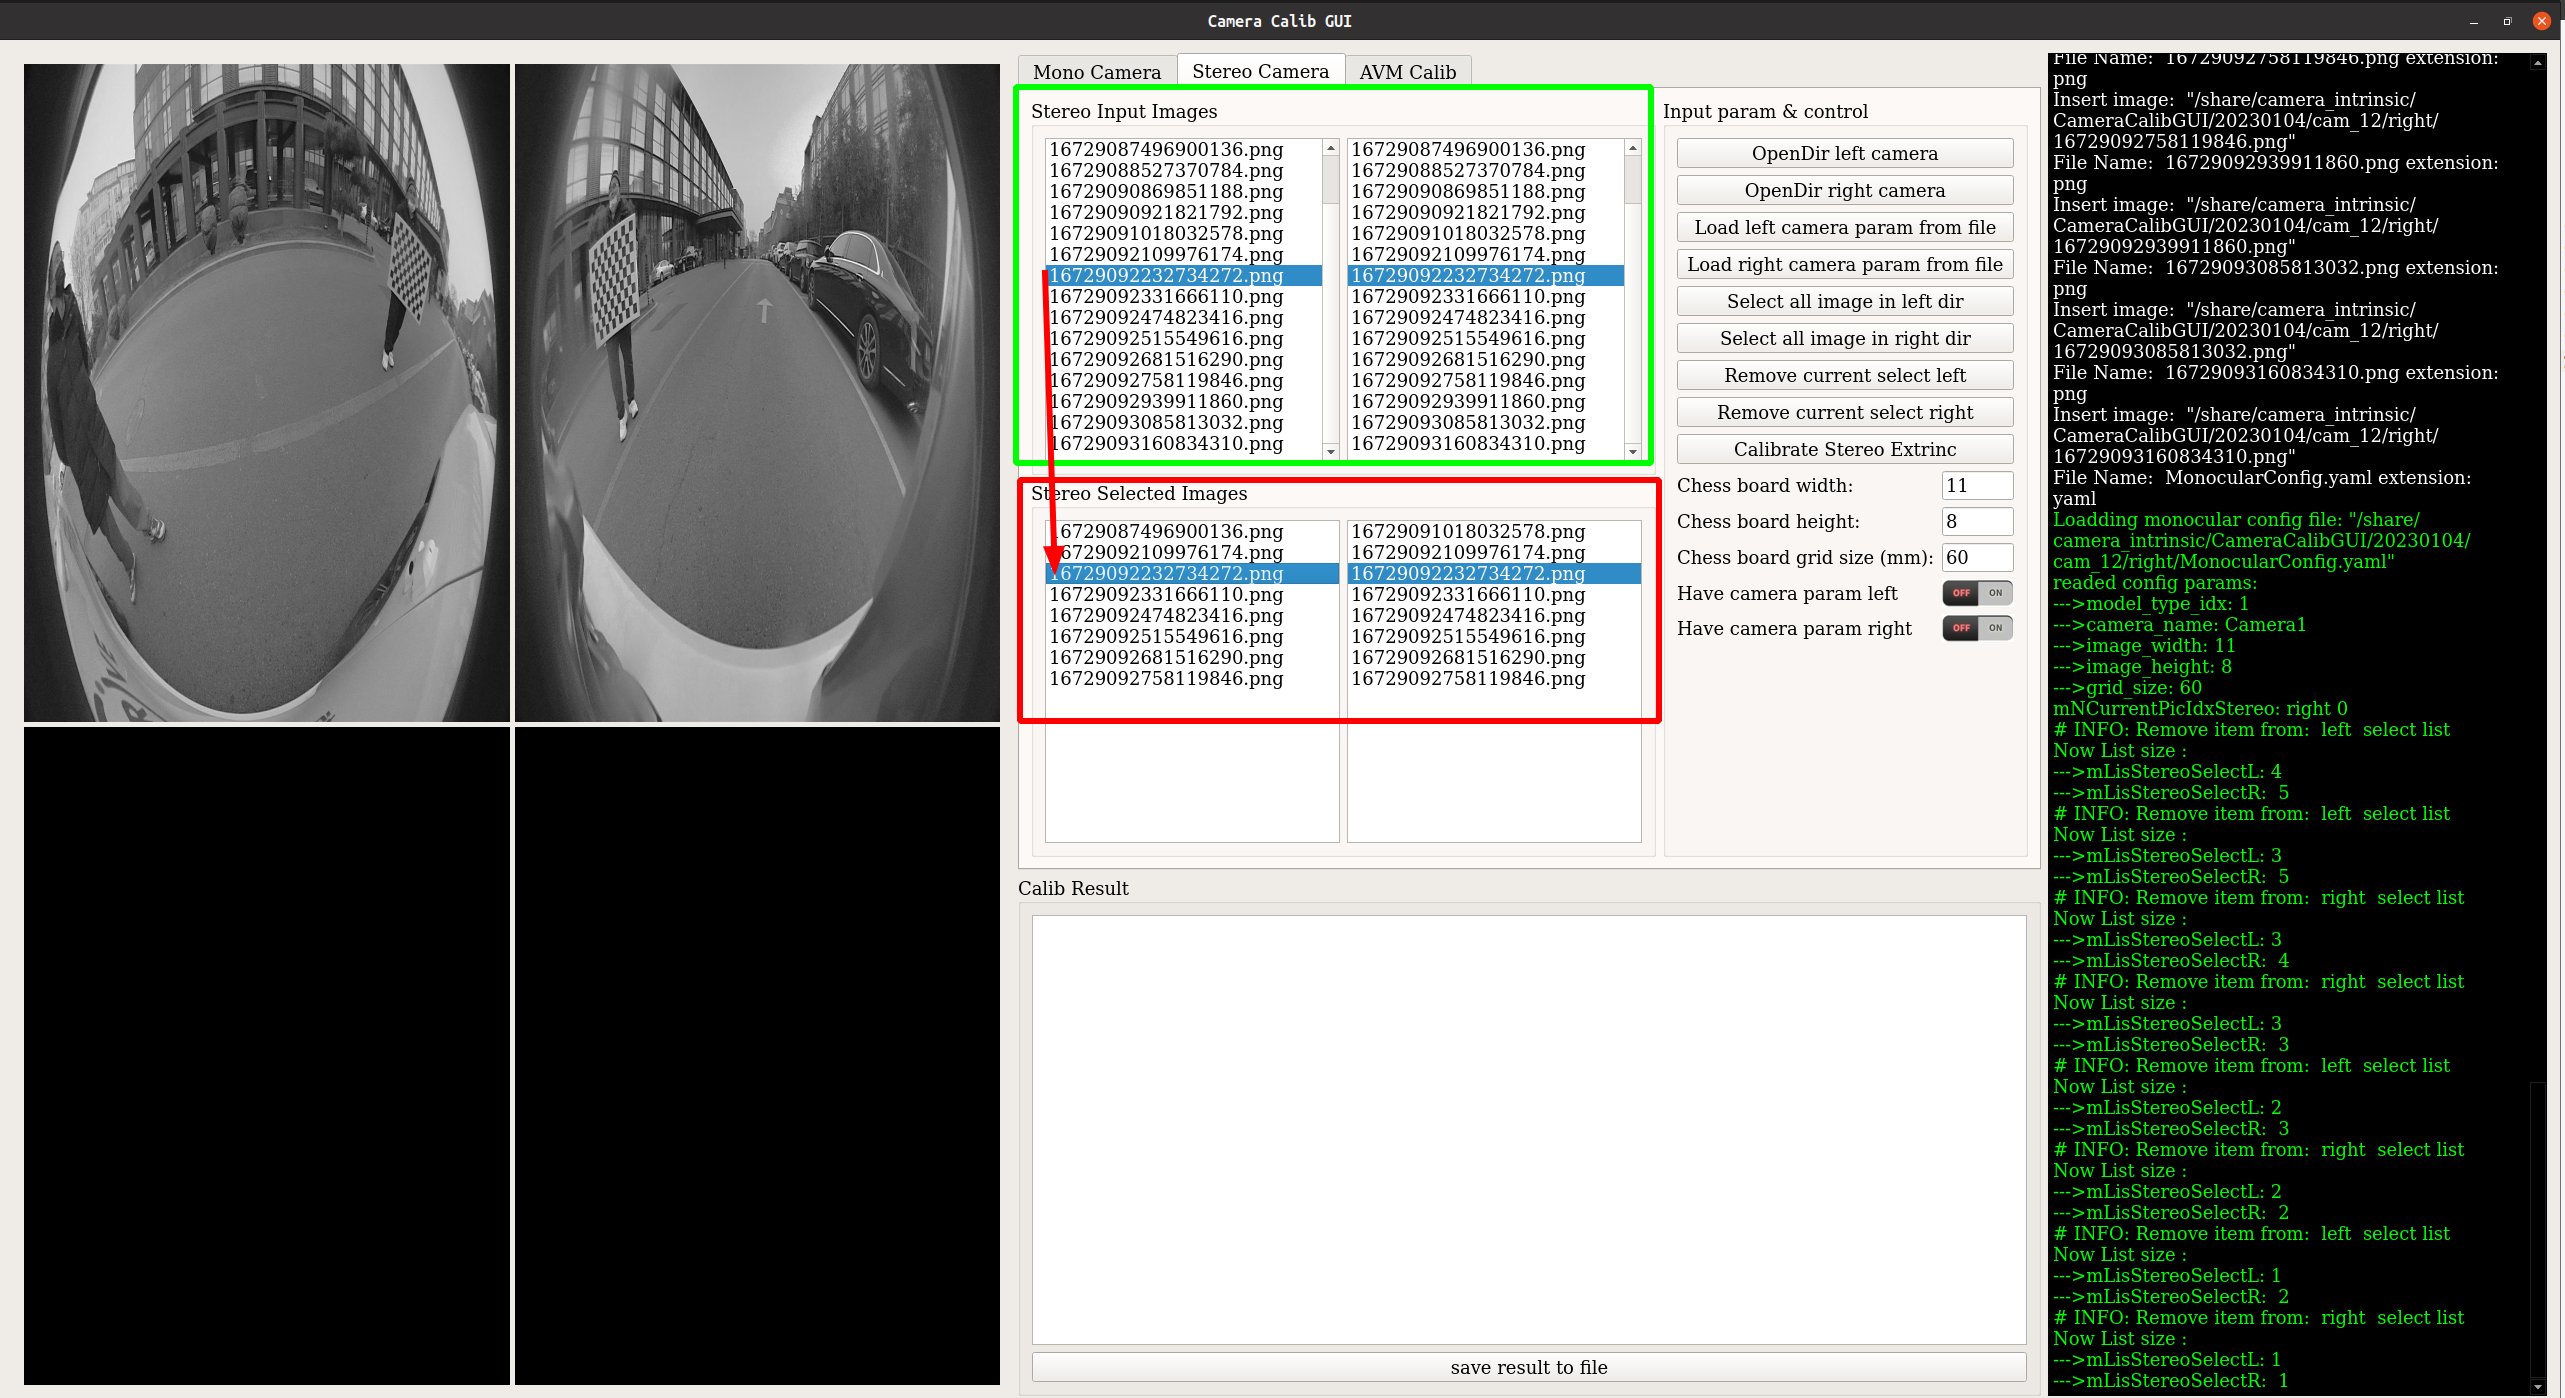 Camera Calib GUI
Mono Camera
Stereo Camera
AVM Calib
Stereo Input Images
16729087496900136.png
16729088527370784.png
16729090869851188.png
16729090921821792.png
16729091018032578.png
16729092109976174.png
16729092232734272.png
16729092331666110.png
16729092474823416.png
16729092515549616.png
16729092681516290.png
16729092758119846.png
16729092939911860.png
16729093085813032.png
16729093160834310.png
16729087496900136.png
16729088527370784.png
16729090869851188.png
16729090921821792.png
16729091018032578.png
16729092109976174.png
16729092232734272.png
16729092331666110.png
16729092474823416.png
16729092515549616.png
16729092681516290.png
16729092758119846.png
16729092939911860.png
16729093085813032.png
16729093160834310.png
Stereo Selected Images
16729087496900136.png
16729092109976174.png
16729092232734272.png
16729092331666110.png
16729092474823416.png
16729092515549616.png
16729092681516290.png
16729092758119846.png
16729091018032578.png
16729092109976174.png
16729092232734272.png
16729092331666110.png
16729092474823416.png
16729092515549616.png
16729092681516290.png
16729092758119846.png
Input param & control
OpenDir left camera
OpenDir right camera
Load left camera param from file
Load right camera param from file
Select all image in left dir
Select all image in right dir
Remove current select left
Remove current select right
Calibrate Stereo Extrinc
Chess board width: 11
Chess board height: 8
Chess board grid size (mm): 60
Have camera param left OFF ON
Have camera param right OFF ON
Calib Result
save result to file
File Name:  16729092758119846.png extension:
png
Insert image:  "/share/camera_intrinsic/
CameraCalibGUI/20230104/cam_12/right/
16729092758119846.png"
File Name:  16729092939911860.png extension:
png
Insert image:  "/share/camera_intrinsic/
CameraCalibGUI/20230104/cam_12/right/
16729092939911860.png"
File Name:  16729093085813032.png extension:
png
Insert image:  "/share/camera_intrinsic/
CameraCalibGUI/20230104/cam_12/right/
16729093085813032.png"
File Name:  16729093160834310.png extension:
png
Insert image:  "/share/camera_intrinsic/
CameraCalibGUI/20230104/cam_12/right/
16729093160834310.png"
File Name:  MonocularConfig.yaml extension:
yaml
Loadding monocular config file: "/share/
camera_intrinsic/CameraCalibGUI/20230104/
cam_12/right/MonocularConfig.yaml"
readed config params:
--->model_type_idx: 1
--->camera_name: Camera1
--->image_width: 11
--->image_height: 8
--->grid_size: 60
mNCurrentPicIdxStereo: right 0
# INFO: Remove item from:  left  select list
Now List size :
--->mLisStereoSelectL: 4
--->mLisStereoSelectR:  5
# INFO: Remove item from:  left  select list
Now List size :
--->mLisStereoSelectL: 3
--->mLisStereoSelectR:  5
# INFO: Remove item from:  right  select list
Now List size :
--->mLisStereoSelectL: 3
--->mLisStereoSelectR:  4
# INFO: Remove item from:  right  select list
Now List size :
--->mLisStereoSelectL: 3
--->mLisStereoSelectR:  3
# INFO: Remove item from:  left  select list
Now List size :
--->mLisStereoSelectL: 2
--->mLisStereoSelectR:  3
# INFO: Remove item from:  right  select list
Now List size :
--->mLisStereoSelectL: 2
--->mLisStereoSelectR:  2
# INFO: Remove item from:  left  select list
Now List size :
--->mLisStereoSelectL: 1
--->mLisStereoSelectR:  2
# INFO: Remove item from:  right  select list
Now List size :
--->mLisStereoSelectL: 1
--->mLisStereoSelectR:  1